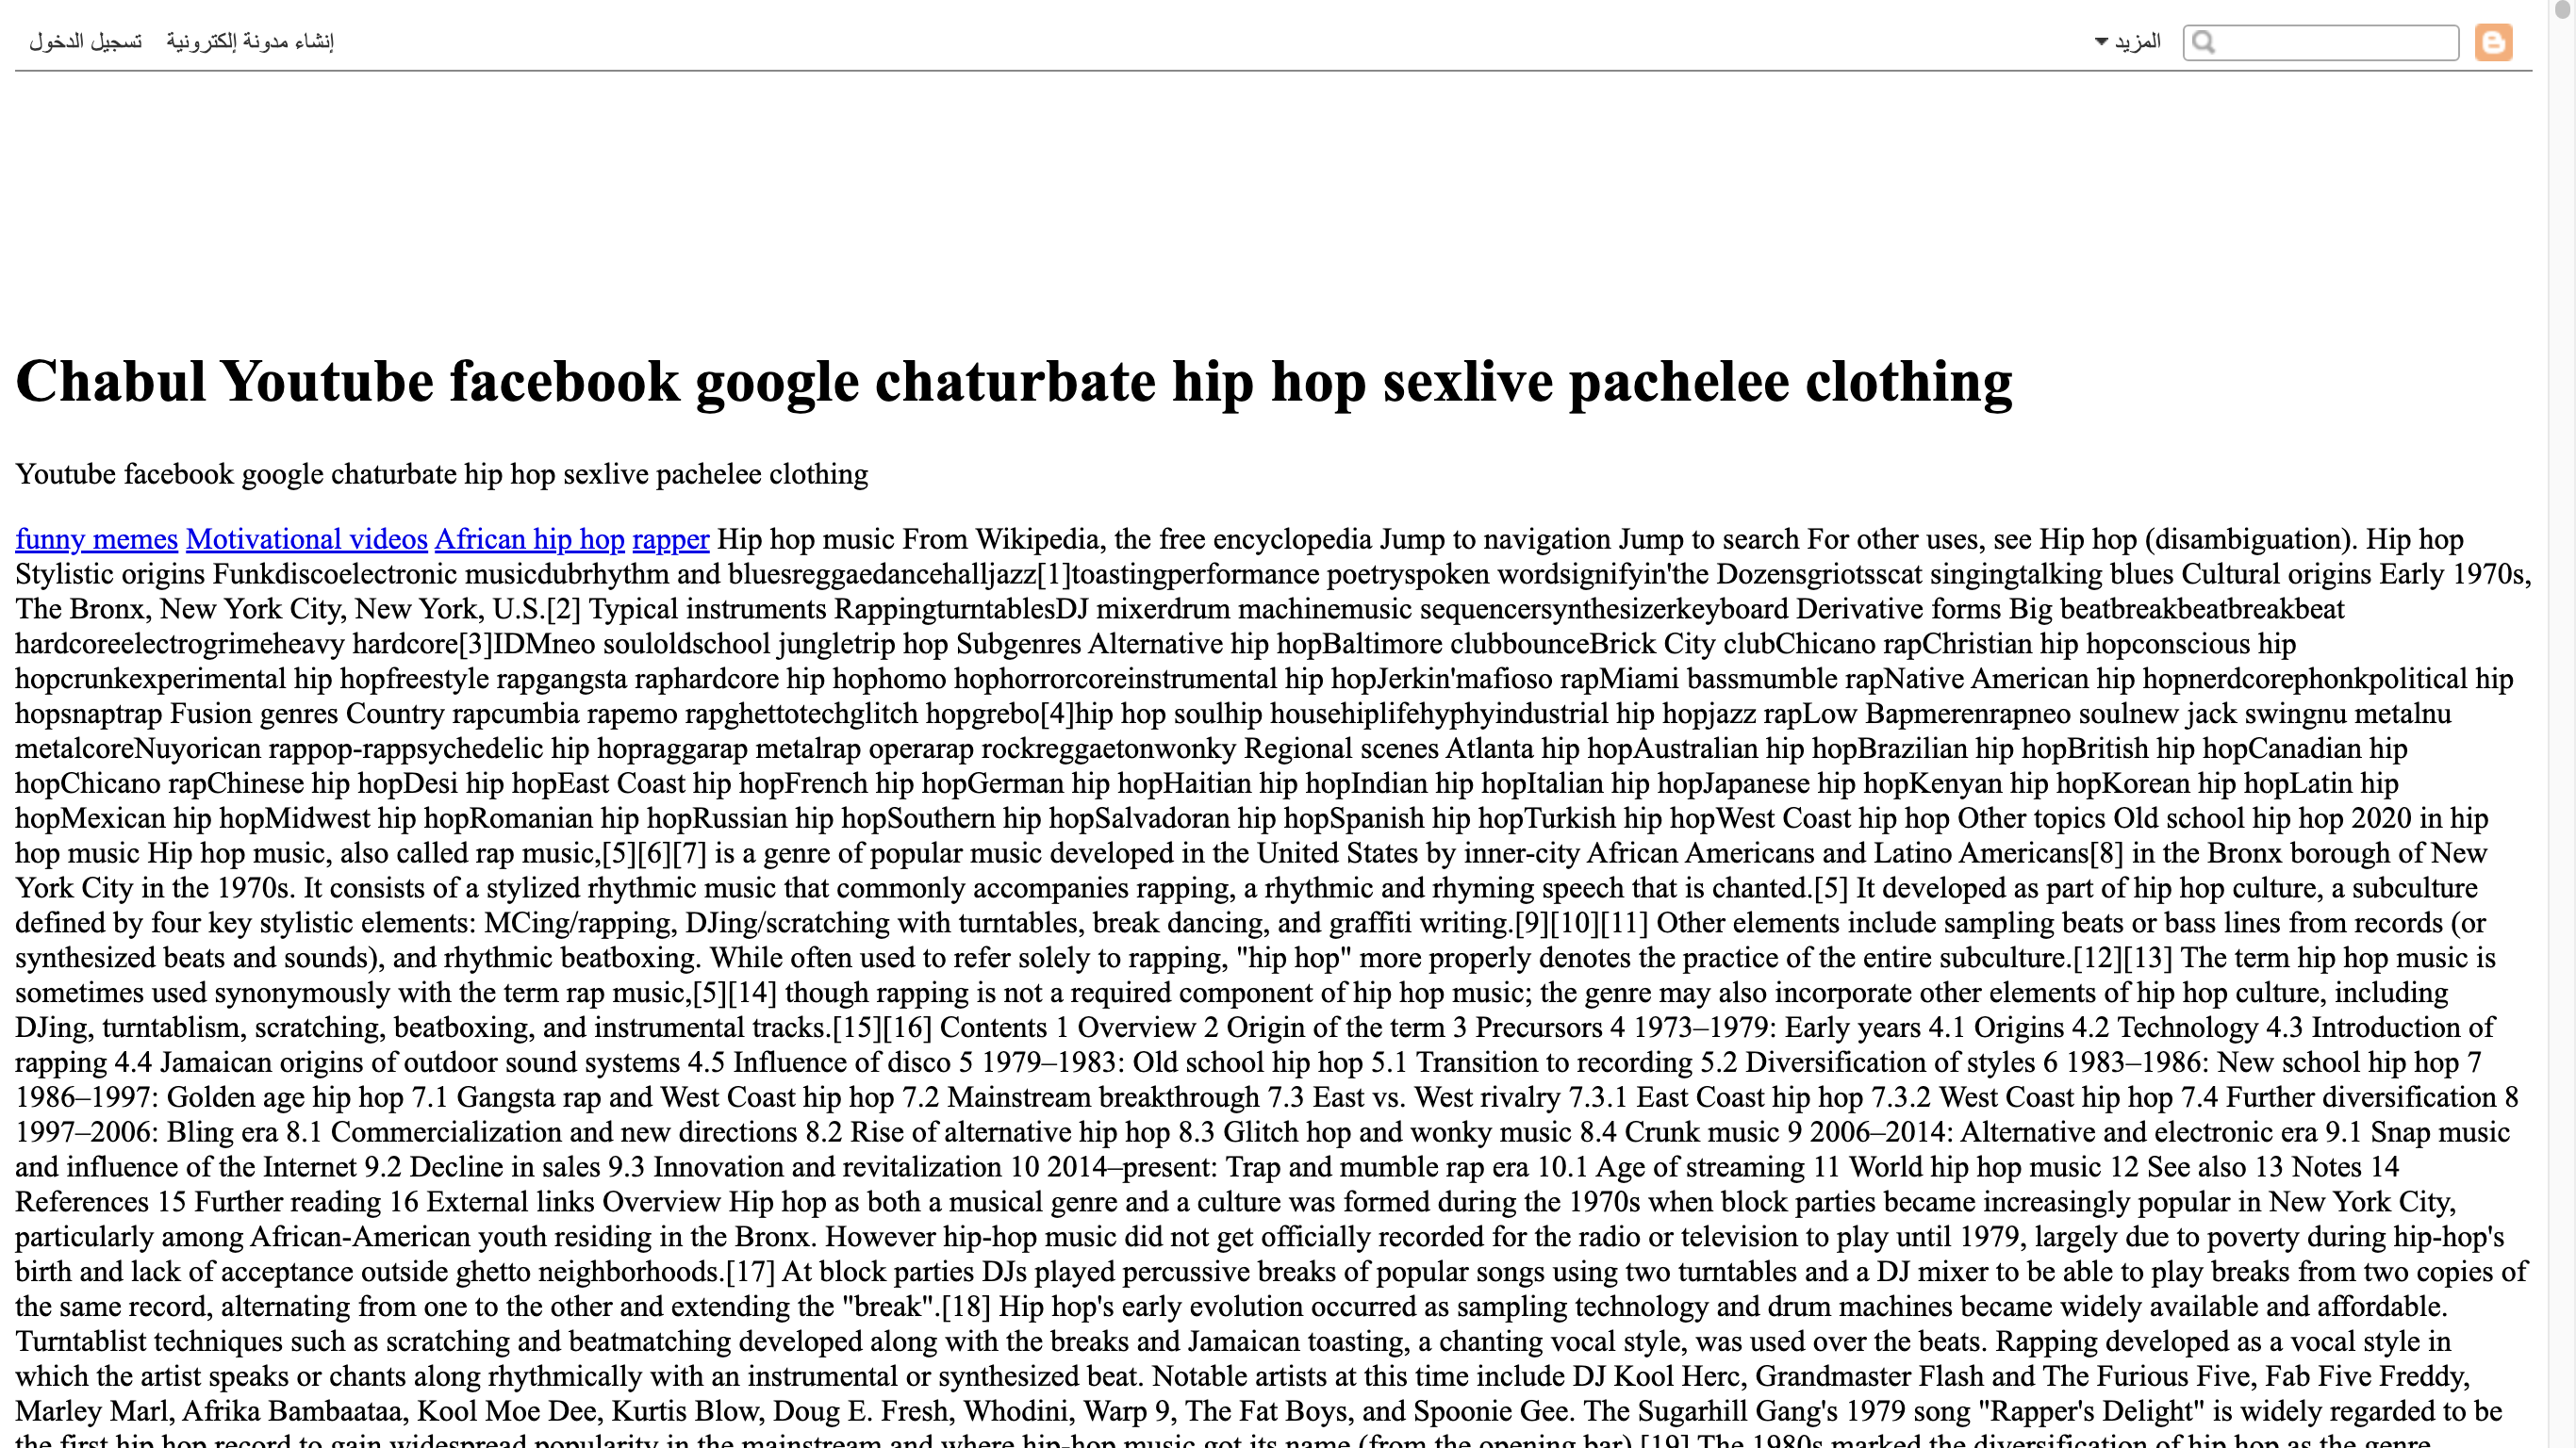 المزيد
إنشاء مدونة إلكترونية تسجيل الدخول
Chabul Youtube facebook google chaturbate hip hop sexlive pachelee clothing
Youtube facebook google chaturbate hip hop sexlive pachelee clothing
funny memes Motivational videos African hip hop rapper Hip hop music From Wikipedia, the free encyclopedia Jump to navigation Jump to search For other uses, see Hip hop (disambiguation). Hip hop
Stylistic origins Funkdiscoelectronic musicdubrhythm and bluesreggaedancehalljazz[1]toastingperformance poetryspoken wordsignifyin'the Dozensgriotsscat singingtalking blues Cultural origins Early 1970s,
The Bronx, New York City, New York, U.S.[2] Typical instruments RappingturntablesDJ mixerdrum machinemusic sequencersynthesizerkeyboard Derivative forms Big beatbreakbeatbreakbeat
hardcoreelectrogrimeheavy hardcore[3]IDMneo souloldschool jungletrip hop Subgenres Alternative hip hopBaltimore clubbounceBrick City clubChicano rapChristian hip hopconscious hip
hopcrunkexperimental hip hopfreestyle rapgangsta raphardcore hip hophomo hophorrorcoreinstrumental hip hopJerkin'mafioso rapMiami bassmumble rapNative American hip hopnerdcorephonkpolitical hip
hopsnaptrap Fusion genres Country rapcumbia rapemo rapghettotechglitch hopgrebo[4]hip hop soulhip househiplifehyphyindustrial hip hopjazz rapLow Bapmerenrapneo soulnew jack swingnu metalnu
metalcoreNuyorican rappop-rappsychedelic hip hopraggarap metalrap operarap rockreggaetonwonky Regional scenes Atlanta hip hopAustralian hip hopBrazilian hip hopBritish hip hopCanadian hip
hopChicano rapChinese hip hopDesi hip hopEast Coast hip hopFrench hip hopGerman hip hopHaitian hip hopIndian hip hopItalian hip hopJapanese hip hopKenyan hip hopKorean hip hopLatin hip
hopMexican hip hopMidwest hip hopRomanian hip hopRussian hip hopSouthern hip hopSalvadoran hip hopSpanish hip hopTurkish hip hopWest Coast hip hop Other topics Old school hip hop 2020 in hip
hop music Hip hop music, also called rap music,[5][6][7] is a genre of popular music developed in the United States by inner-city African Americans and Latino Americans[8] in the Bronx borough of New
York City in the 1970s. It consists of a stylized rhythmic music that commonly accompanies rapping, a rhythmic and rhyming speech that is chanted.[5] It developed as part of hip hop culture, a subculture
defined by four key stylistic elements: MCing/rapping, DJing/scratching with turntables, break dancing, and graffiti writing.[9][10][11] Other elements include sampling beats or bass lines from records (or
synthesized beats and sounds), and rhythmic beatboxing. While often used to refer solely to rapping, "hip hop" more properly denotes the practice of the entire subculture.[12][13] The term hip hop music is
sometimes used synonymously with the term rap music,[5][14] though rapping is not a required component of hip hop music; the genre may also incorporate other elements of hip hop culture, including
DJing, turntablism, scratching, beatboxing, and instrumental tracks.[15][16] Contents 1 Overview 2 Origin of the term 3 Precursors 4 1973–1979: Early years 4.1 Origins 4.2 Technology 4.3 Introduction of
rapping 4.4 Jamaican origins of outdoor sound systems 4.5 Influence of disco 5 1979–1983: Old school hip hop 5.1 Transition to recording 5.2 Diversification of styles 6 1983–1986: New school hip hop 7
1986–1997: Golden age hip hop 7.1 Gangsta rap and West Coast hip hop 7.2 Mainstream breakthrough 7.3 East vs. West rivalry 7.3.1 East Coast hip hop 7.3.2 West Coast hip hop 7.4 Further diversification 8
1997–2006: Bling era 8.1 Commercialization and new directions 8.2 Rise of alternative hip hop 8.3 Glitch hop and wonky music 8.4 Crunk music 9 2006–2014: Alternative and electronic era 9.1 Snap music
and influence of the Internet 9.2 Decline in sales 9.3 Innovation and revitalization 10 2014–present: Trap and mumble rap era 10.1 Age of streaming 11 World hip hop music 12 See also 13 Notes 14
References 15 Further reading 16 External links Overview Hip hop as both a musical genre and a culture was formed during the 1970s when block parties became increasingly popular in New York City,
particularly among African-American youth residing in the Bronx. However hip-hop music did not get officially recorded for the radio or television to play until 1979, largely due to poverty during hip-hop's
birth and lack of acceptance outside ghetto neighborhoods.[17] At block parties DJs played percussive breaks of popular songs using two turntables and a DJ mixer to be able to play breaks from two copies of
the same record, alternating from one to the other and extending the "break".[18] Hip hop's early evolution occurred as sampling technology and drum machines became widely available and affordable.
Turntablist techniques such as scratching and beatmatching developed along with the breaks and Jamaican toasting, a chanting vocal style, was used over the beats. Rapping developed as a vocal style in
which the artist speaks or chants along rhythmically with an instrumental or synthesized beat. Notable artists at this time include DJ Kool Herc, Grandmaster Flash and The Furious Five, Fab Five Freddy,
Marley Marl, Afrika Bambaataa, Kool Moe Dee, Kurtis Blow, Doug E. Fresh, Whodini, Warp 9, The Fat Boys, and Spoonie Gee. The Sugarhill Gang's 1979 song "Rapper's Delight" is widely regarded to be
the first hip hop record to gain widespread popularity in the mainstream and where hip-hop music got its name (from the opening bar).[19] The 1980s marked the diversification of hip hop as the genre